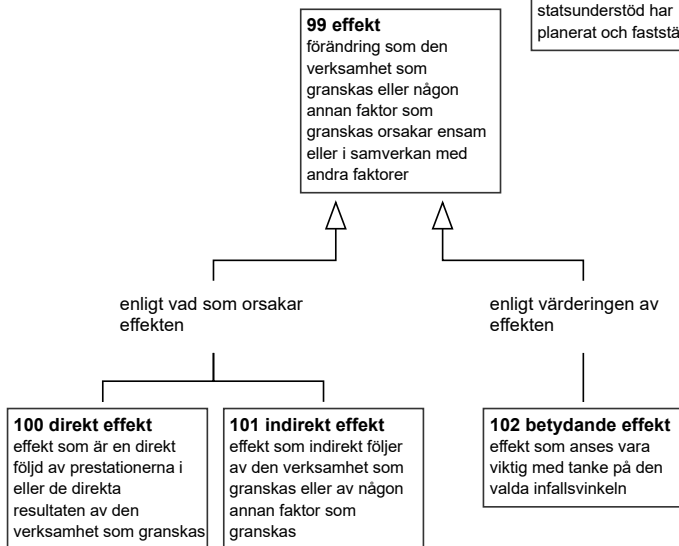 statsunderstöd har
planerat och faststä
99 effekt
förändring som den
verksamhet som
granskas eller någon
annan faktor som
granskas orsakar ensam
eller i samverkan med
andra faktorer
enligt vad som orsakar
effekten
enligt värderingen av
effekten
100 direkt effekt
effekt som är en direkt
följd av prestationerna i
eller de direkta
resultaten av den
verksamhet som granskas
101 indirekt effekt
effekt som indirekt följer
av den verksamhet som
granskas eller av någon
annan faktor som
granskas
102 betydande effekt
effekt som anses vara
viktig med tanke på den
valda infallsvinkeln